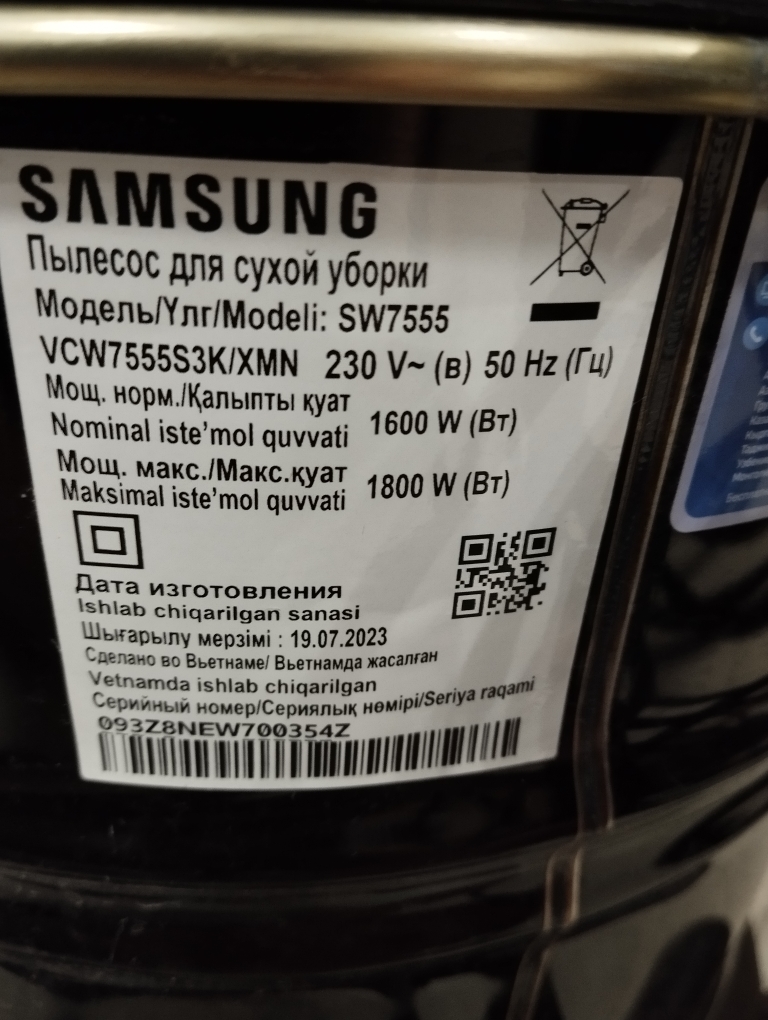 SAMSUNG
Пылесос для сухой уборки
Модель/Үлг/Modeli: SW7555
VCW7555S3K/XMN 230 V~ (в) 50 Hz (Гц)
Мощ. норм./Қалыпты қуат
Nominal iste'mol quvvati 1600 W (Вт)
Мощ. макс./Макс.қуат
Maksimal iste'mol quvvati 1800 W (Вт)
Дата изготовления
Ishlab chiqarilgan sanasi
Шығарылу мерзімі : 19.07.2023
Сделано во Вьетнаме/ Вьетнамда жасалған
Vetnamda ishlab chiqarilgan
Серийный номер/Сериялық нөмірі/Seriya raqami
093Z8NEW700354Z